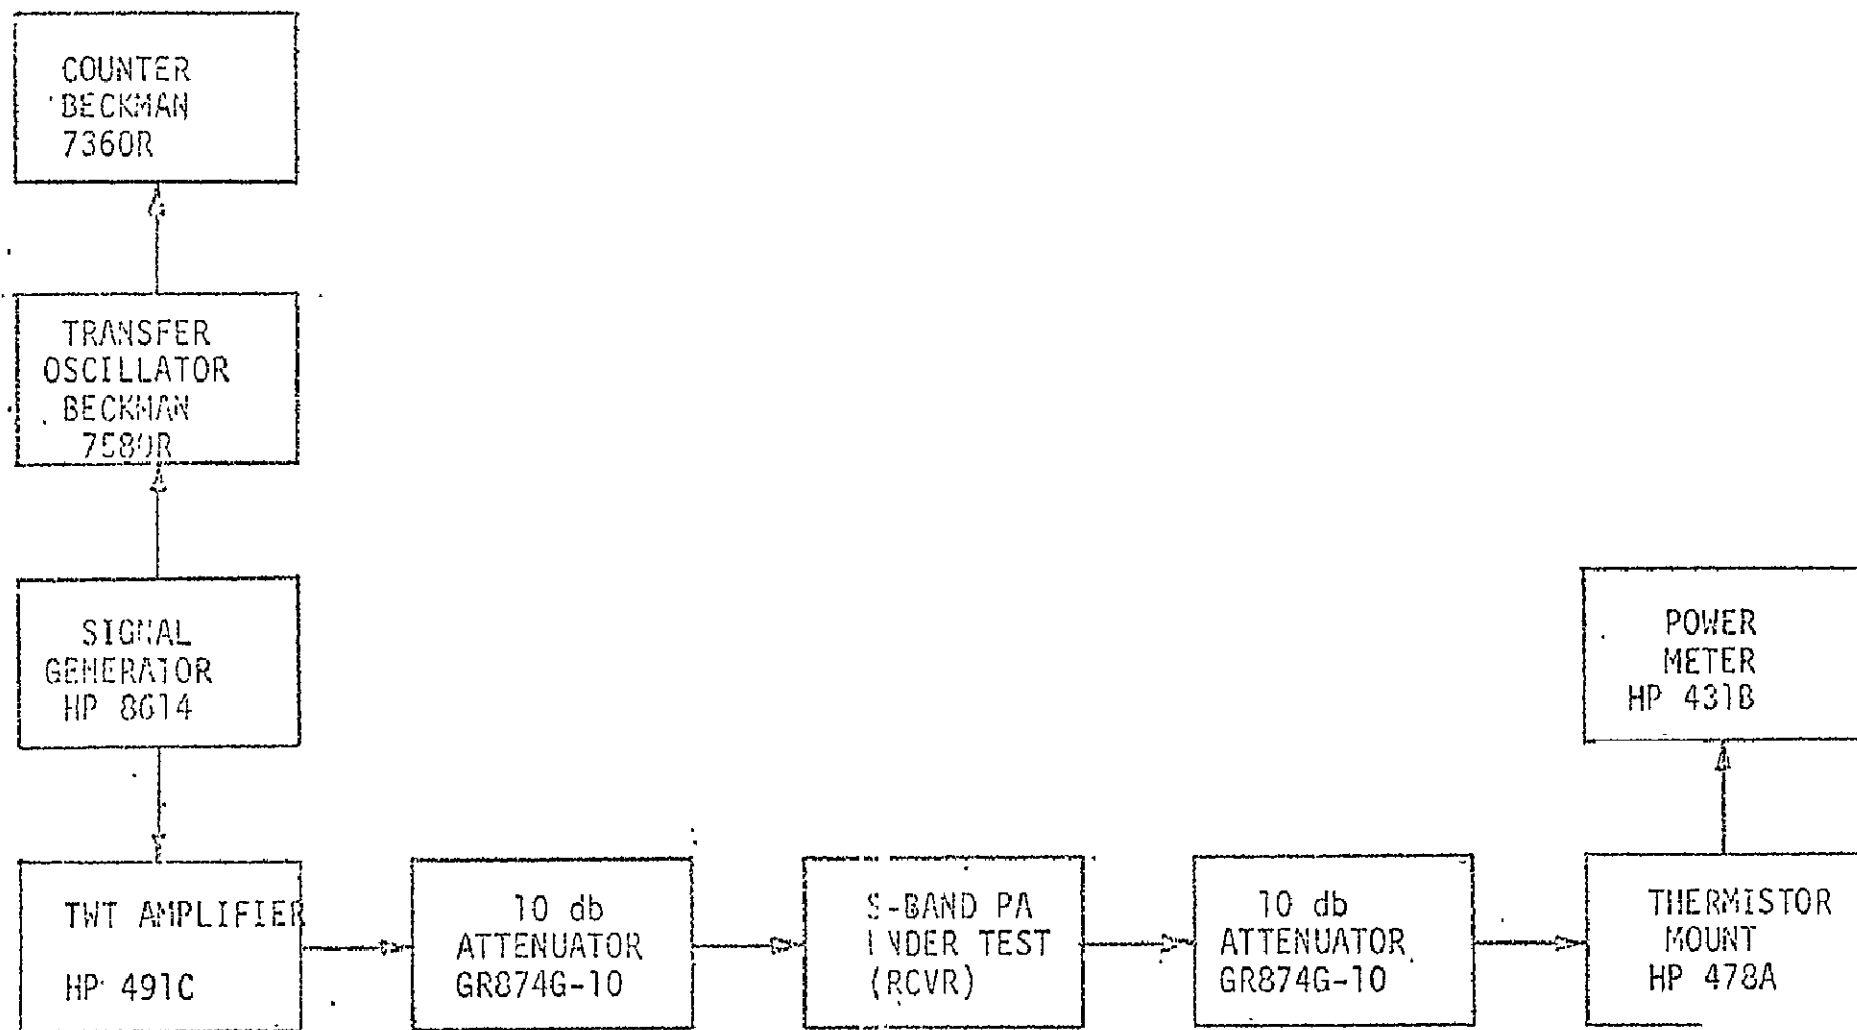 COUNTER
BECKMAN
7360R
TRANSFER
OSCILLATOR
BECKMAN
7580R
SIGNAL
GENERATOR
HP 8614
TWT AMPLIFIER
HP 491C
10 db
ATTENUATOR
GR874G-10
S-BAND PA
UNDER TEST
(RCVR)
10 db
ATTENUATOR
GR874G-10
THERMISTOR
MOUNT
HP 478A
POWER
METER
HP 431B